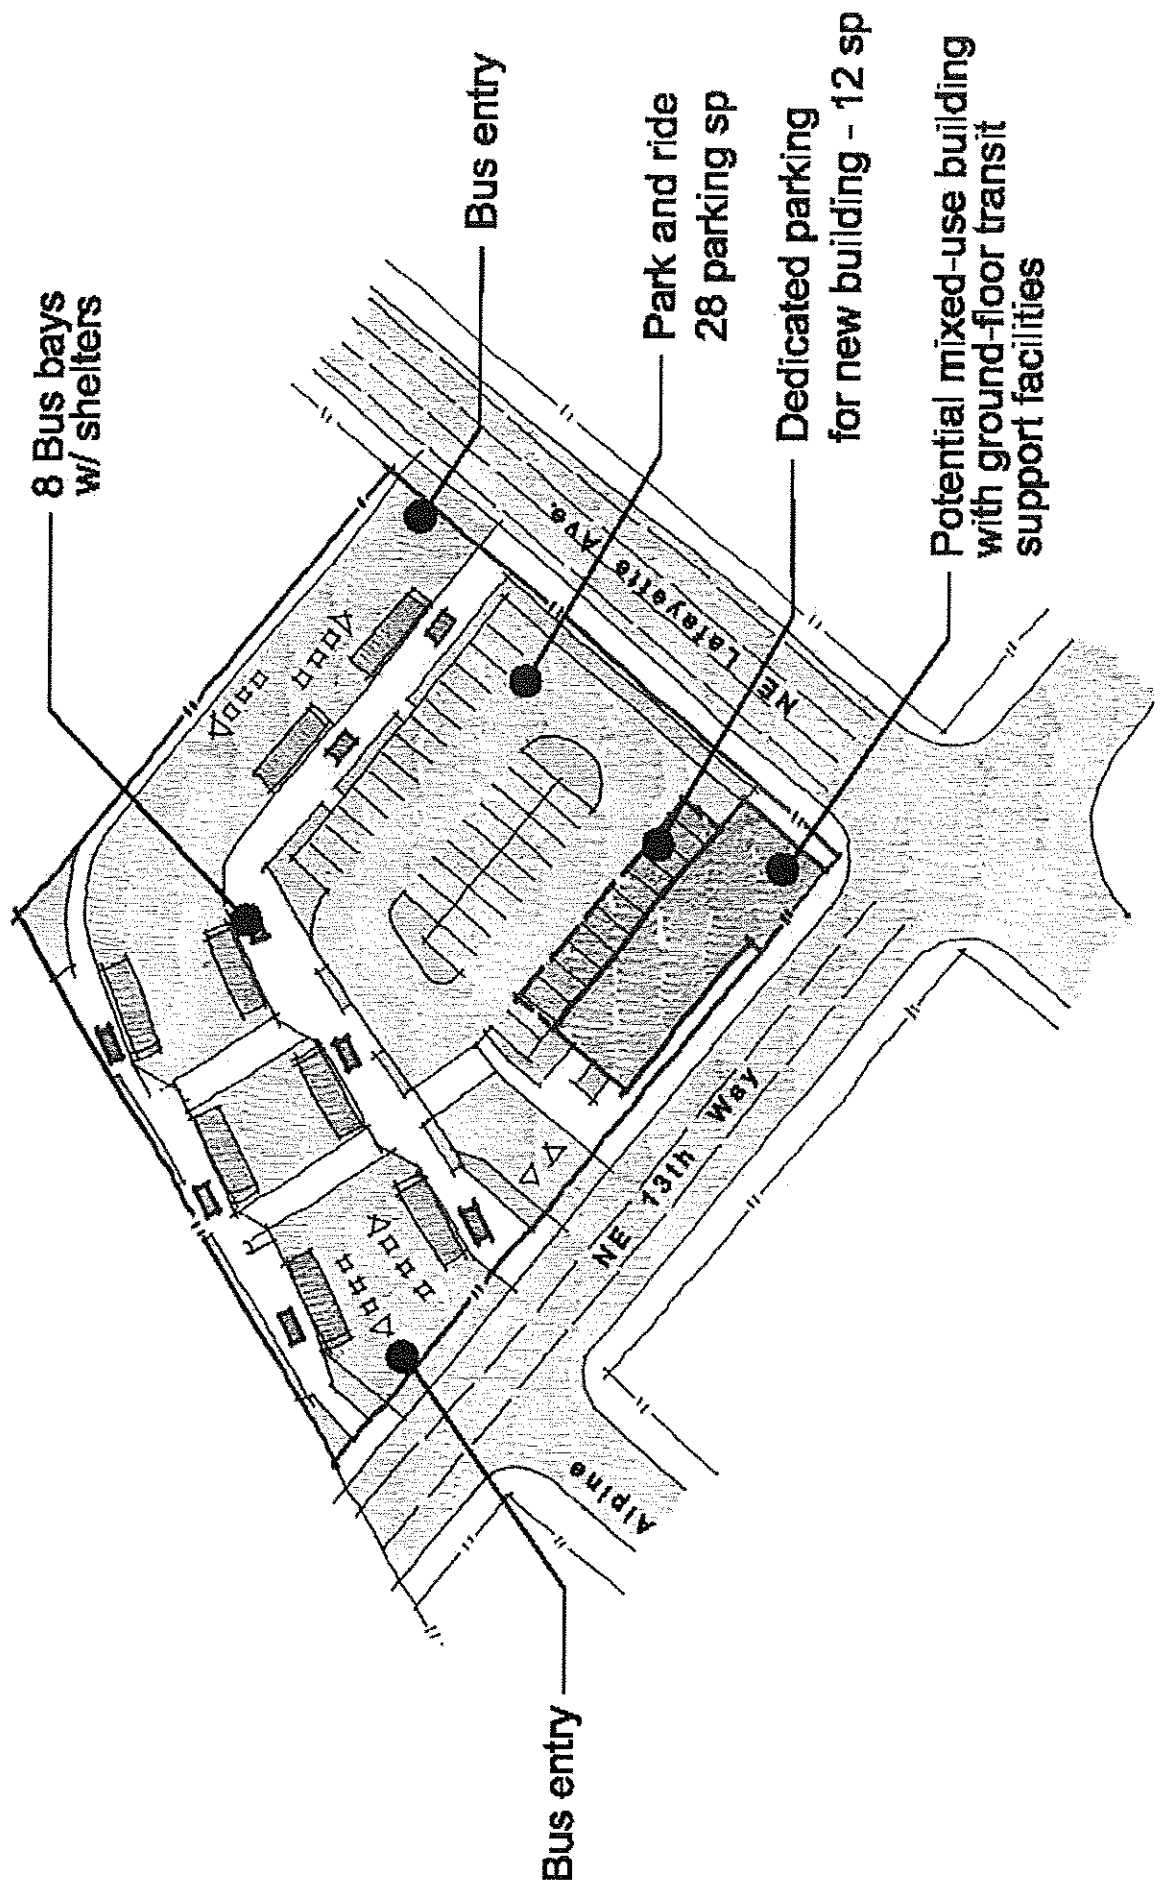 8 Bus bays
w/ shelters
Bus entry
Park and ride
28 parking sp
Dedicated parking
for new building - 12 sp
Potential mixed-use building
with ground-floor transit
support facilities
Bus entry
NE Lafayette Ave.
NE 13th Way
Alpine